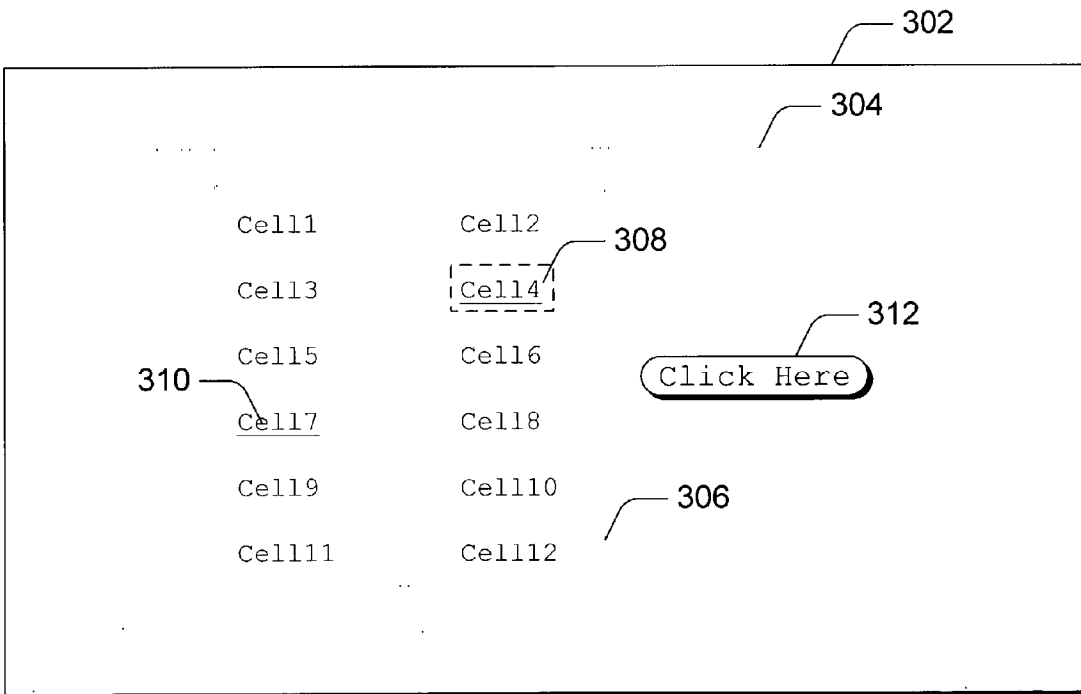 302
304
Cell1 Cell2
308
Cell3 Cell4
312
Cell5 Cell6
Click Here
310
Cell7 Cell8
Cell9 Cell10
306
Cell11 Cell12